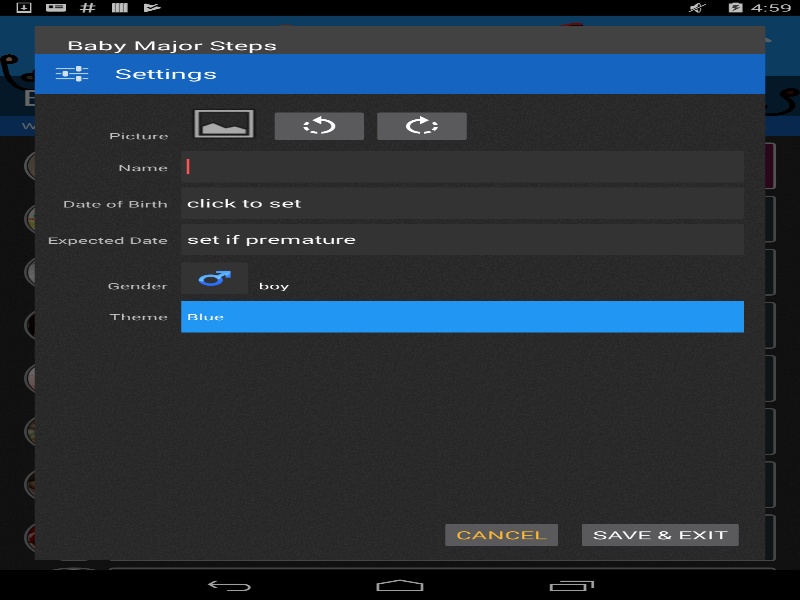 4:59
Baby Major Steps
Settings
Picture
Name
Date of Birth click to set
Expected Date set if premature
Gender boy
Theme Blue
CANCEL SAVE & EXIT